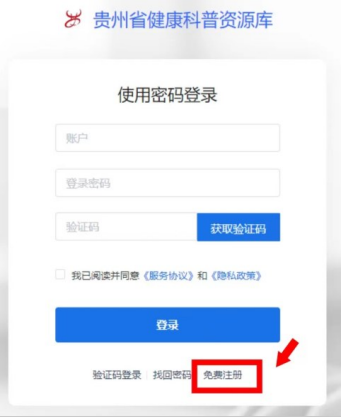 贵州省健康科普资源库
使用密码登录
账户
登录密码
验证码 获取验证码
我已阅读并同意《服务协议》和《隐私政策》
登录
验证码登录 找回密码 免费注册